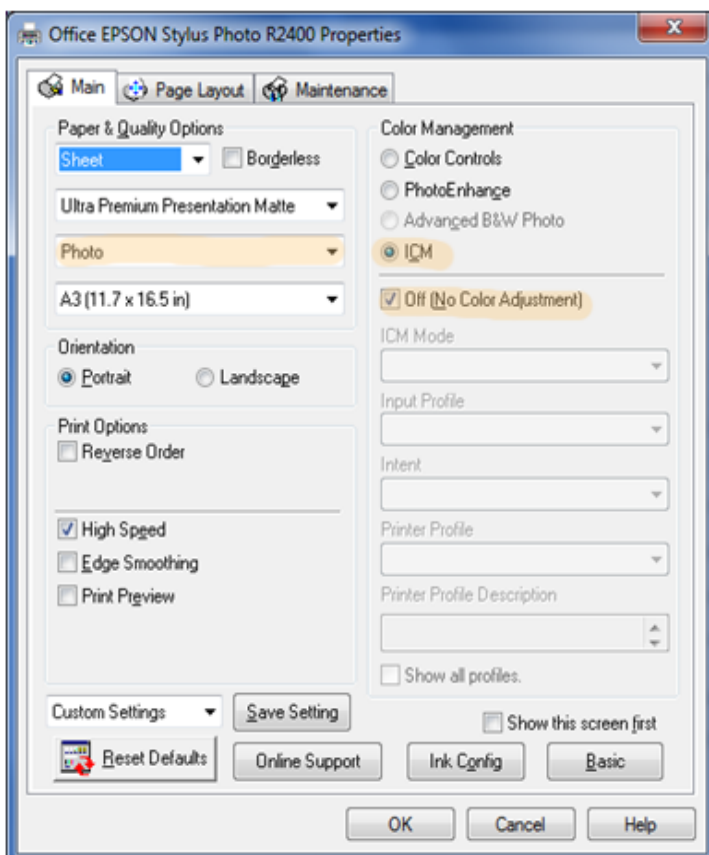 Office EPSON Stylus Photo R2400 Properties
Main
Page Layout
Maintenance
Paper & Quality Options
Sheet
Borderless
Ultra Premium Presentation Matte
Photo
A3 (11.7 x 16.5 in)
Orientation
Portrait
Landscape
Print Options
Reverse Order
High Speed
Edge Smoothing
Print Preview
Color Management
Color Controls
PhotoEnhance
Advanced B&W Photo
ICM
Off (No Color Adjustment)
ICM Mode
Input Profile
Intent
Printer Profile
Printer Profile Description
Show all profiles.
Custom Settings
Save Setting
Show this screen first
Reset Defaults
Online Support
Ink Config
Basic
OK
Cancel
Help